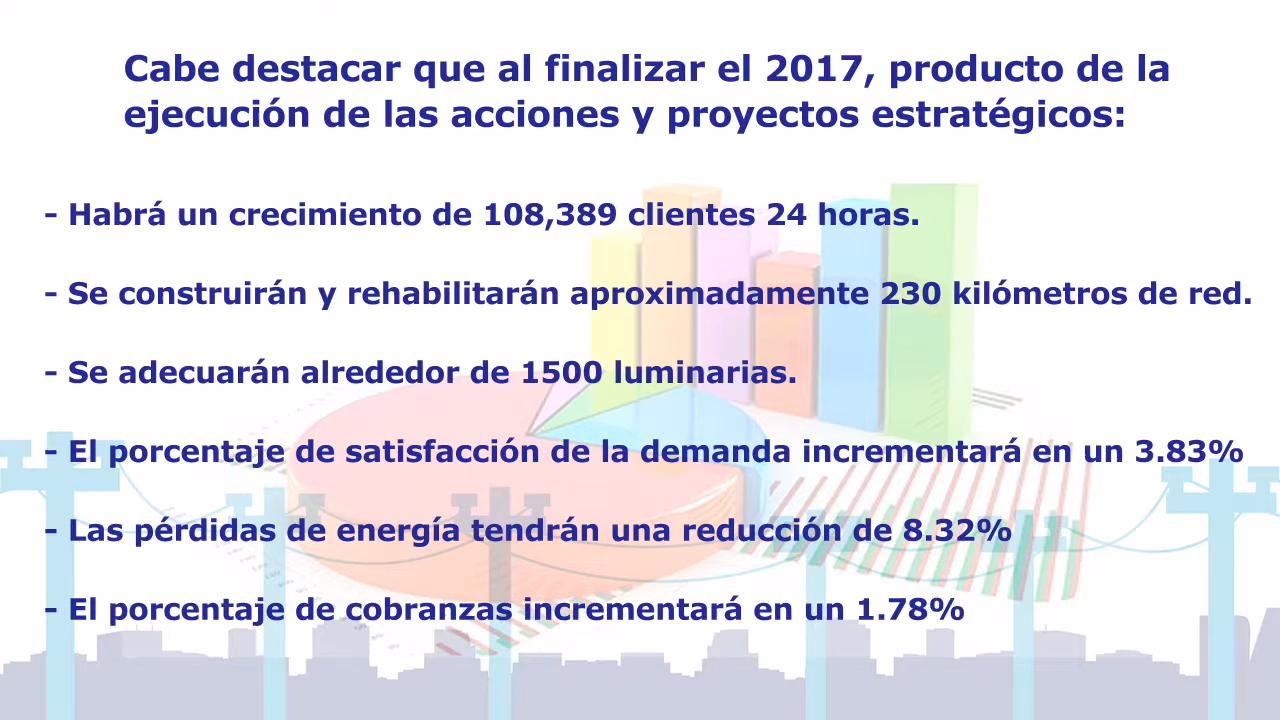 Cabe destacar que al finalizar el 2017, producto de la
ejecución de las acciones y proyectos estratégicos:
- Habrá un crecimiento de 108,389 clientes 24 horas.
- Se construirán y rehabilitarán aproximadamente 230 kilómetros de red.
- Se adecuarán alrededor de 1500 luminarias.
- El porcentaje de satisfacción de la demanda incrementará en un 3.83%
- Las pérdidas de energía tendrán una reducción de 8.32%
- El porcentaje de cobranzas incrementará en un 1.78%